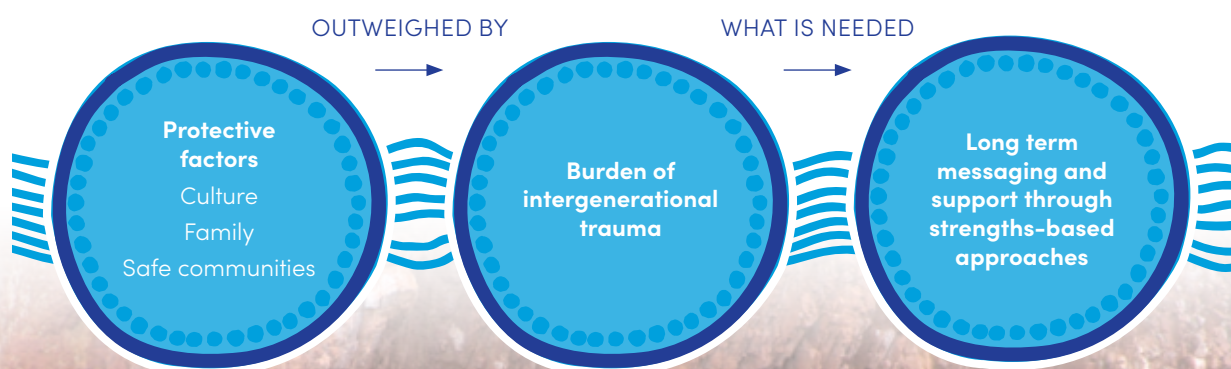 OUTWEIGHED BY
WHAT IS NEEDED
Protective
factors
Culture
Family
Safe communities
Burden of
intergenerational
trauma
Long term
messaging and
support through
strengths-based
approaches